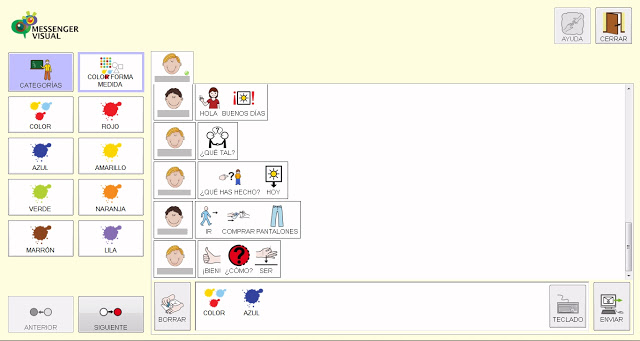 MESSENGER
VISUAL
AYUDA
CERRAR
CATEGORÍAS
COLOR FORMA
MEDIDA
COLOR
ROJO
AZUL
AMARILLO
VERDE
NARANJA
MARRÓN
LILA
ANTERIOR
SIGUIENTE
HOLA BUENOS DÍAS
¿QUÉ TAL?
¿QUÉ HAS HECHO? HOY
IR COMPRAR PANTALONES
¡BIEN! ¿CÓMO? SER
BORRAR
COLOR AZUL
TECLADO
ENVIAR